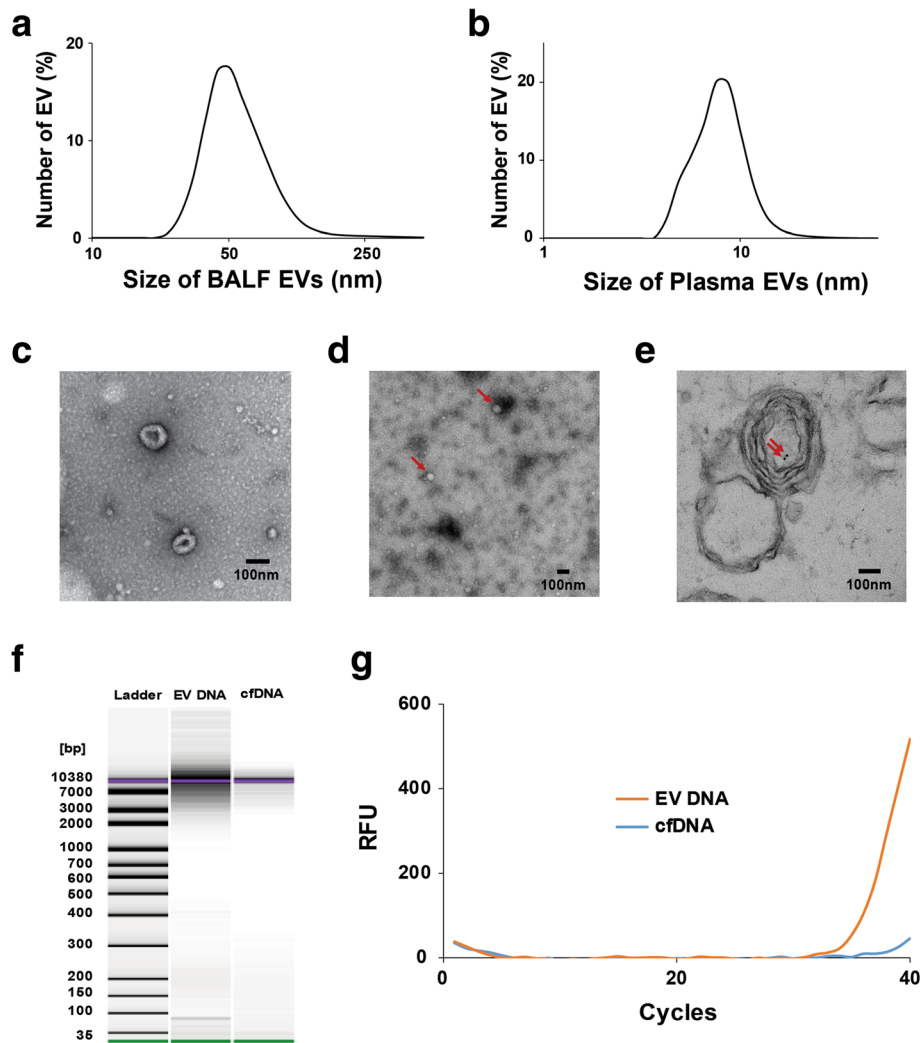 a
Number of EV (%)
20
10
0
10
50
250
Size of BALF EVs (nm)
b
Number of EV (%)
20
10
0
1
10
Size of Plasma EVs (nm)
c
100nm
d
100nm
e
100nm
f
Ladder EV DNA cfDNA
[bp]
10380
7000
3000
2000
1000
700
600
500
400
300
200
150
100
35
g
RFU
600
400
200
0
EV DNA
cfDNA
0
20
40
Cycles